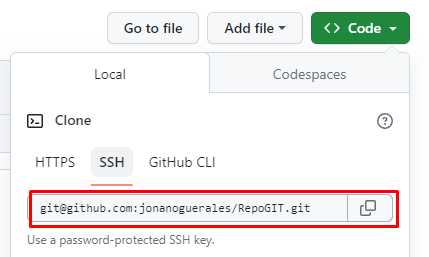 Go to file
Add file
<> Code
Local
Codespaces
Clone
HTTPS
SSH
GitHub CLI
git@github.com:jonanoguerales/RepoGIT.git
Use a password-protected SSH key.